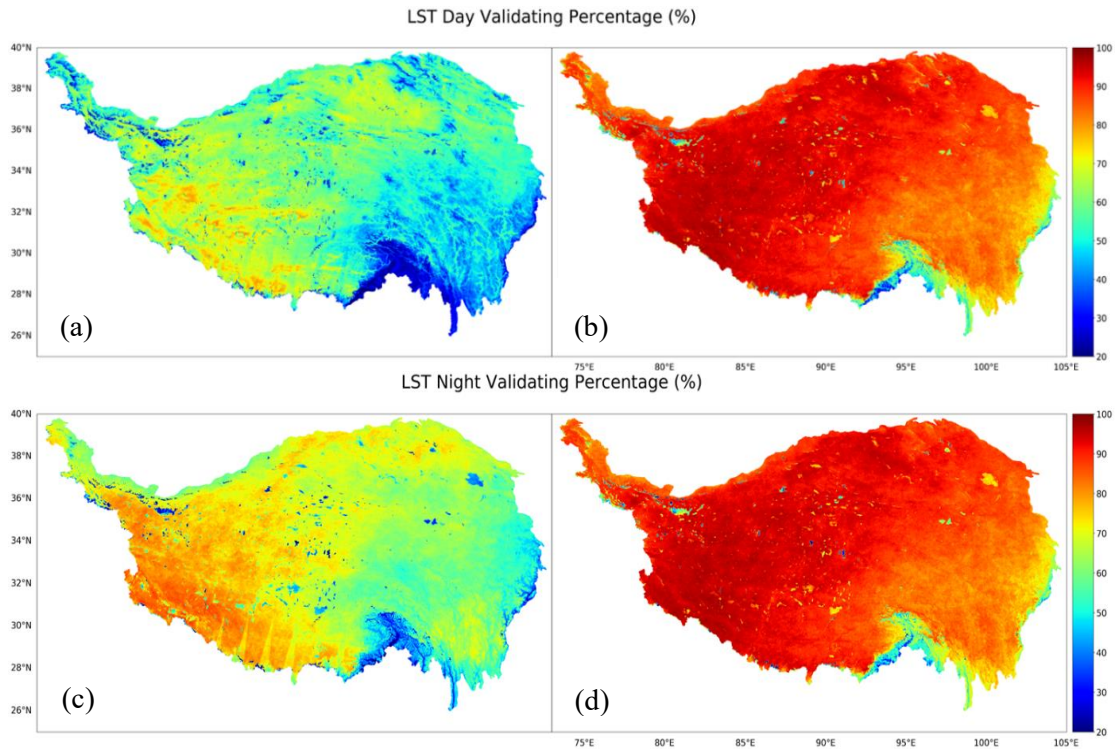 LST Day Validating Percentage (%)
40°N
38°N
36°N
34°N
32°N
30°N
28°N
26°N
(a)
(b)
100
90
80
70
60
50
40
30
20
75°E 80°E 85°E 90°E 95°E 100°E 105°E
LST Night Validating Percentage (%)
40°N
38°N
36°N
34°N
32°N
30°N
28°N
26°N
(c)
(d)
100
90
80
70
60
50
40
30
20
75°E 80°E 85°E 90°E 95°E 100°E 105°E